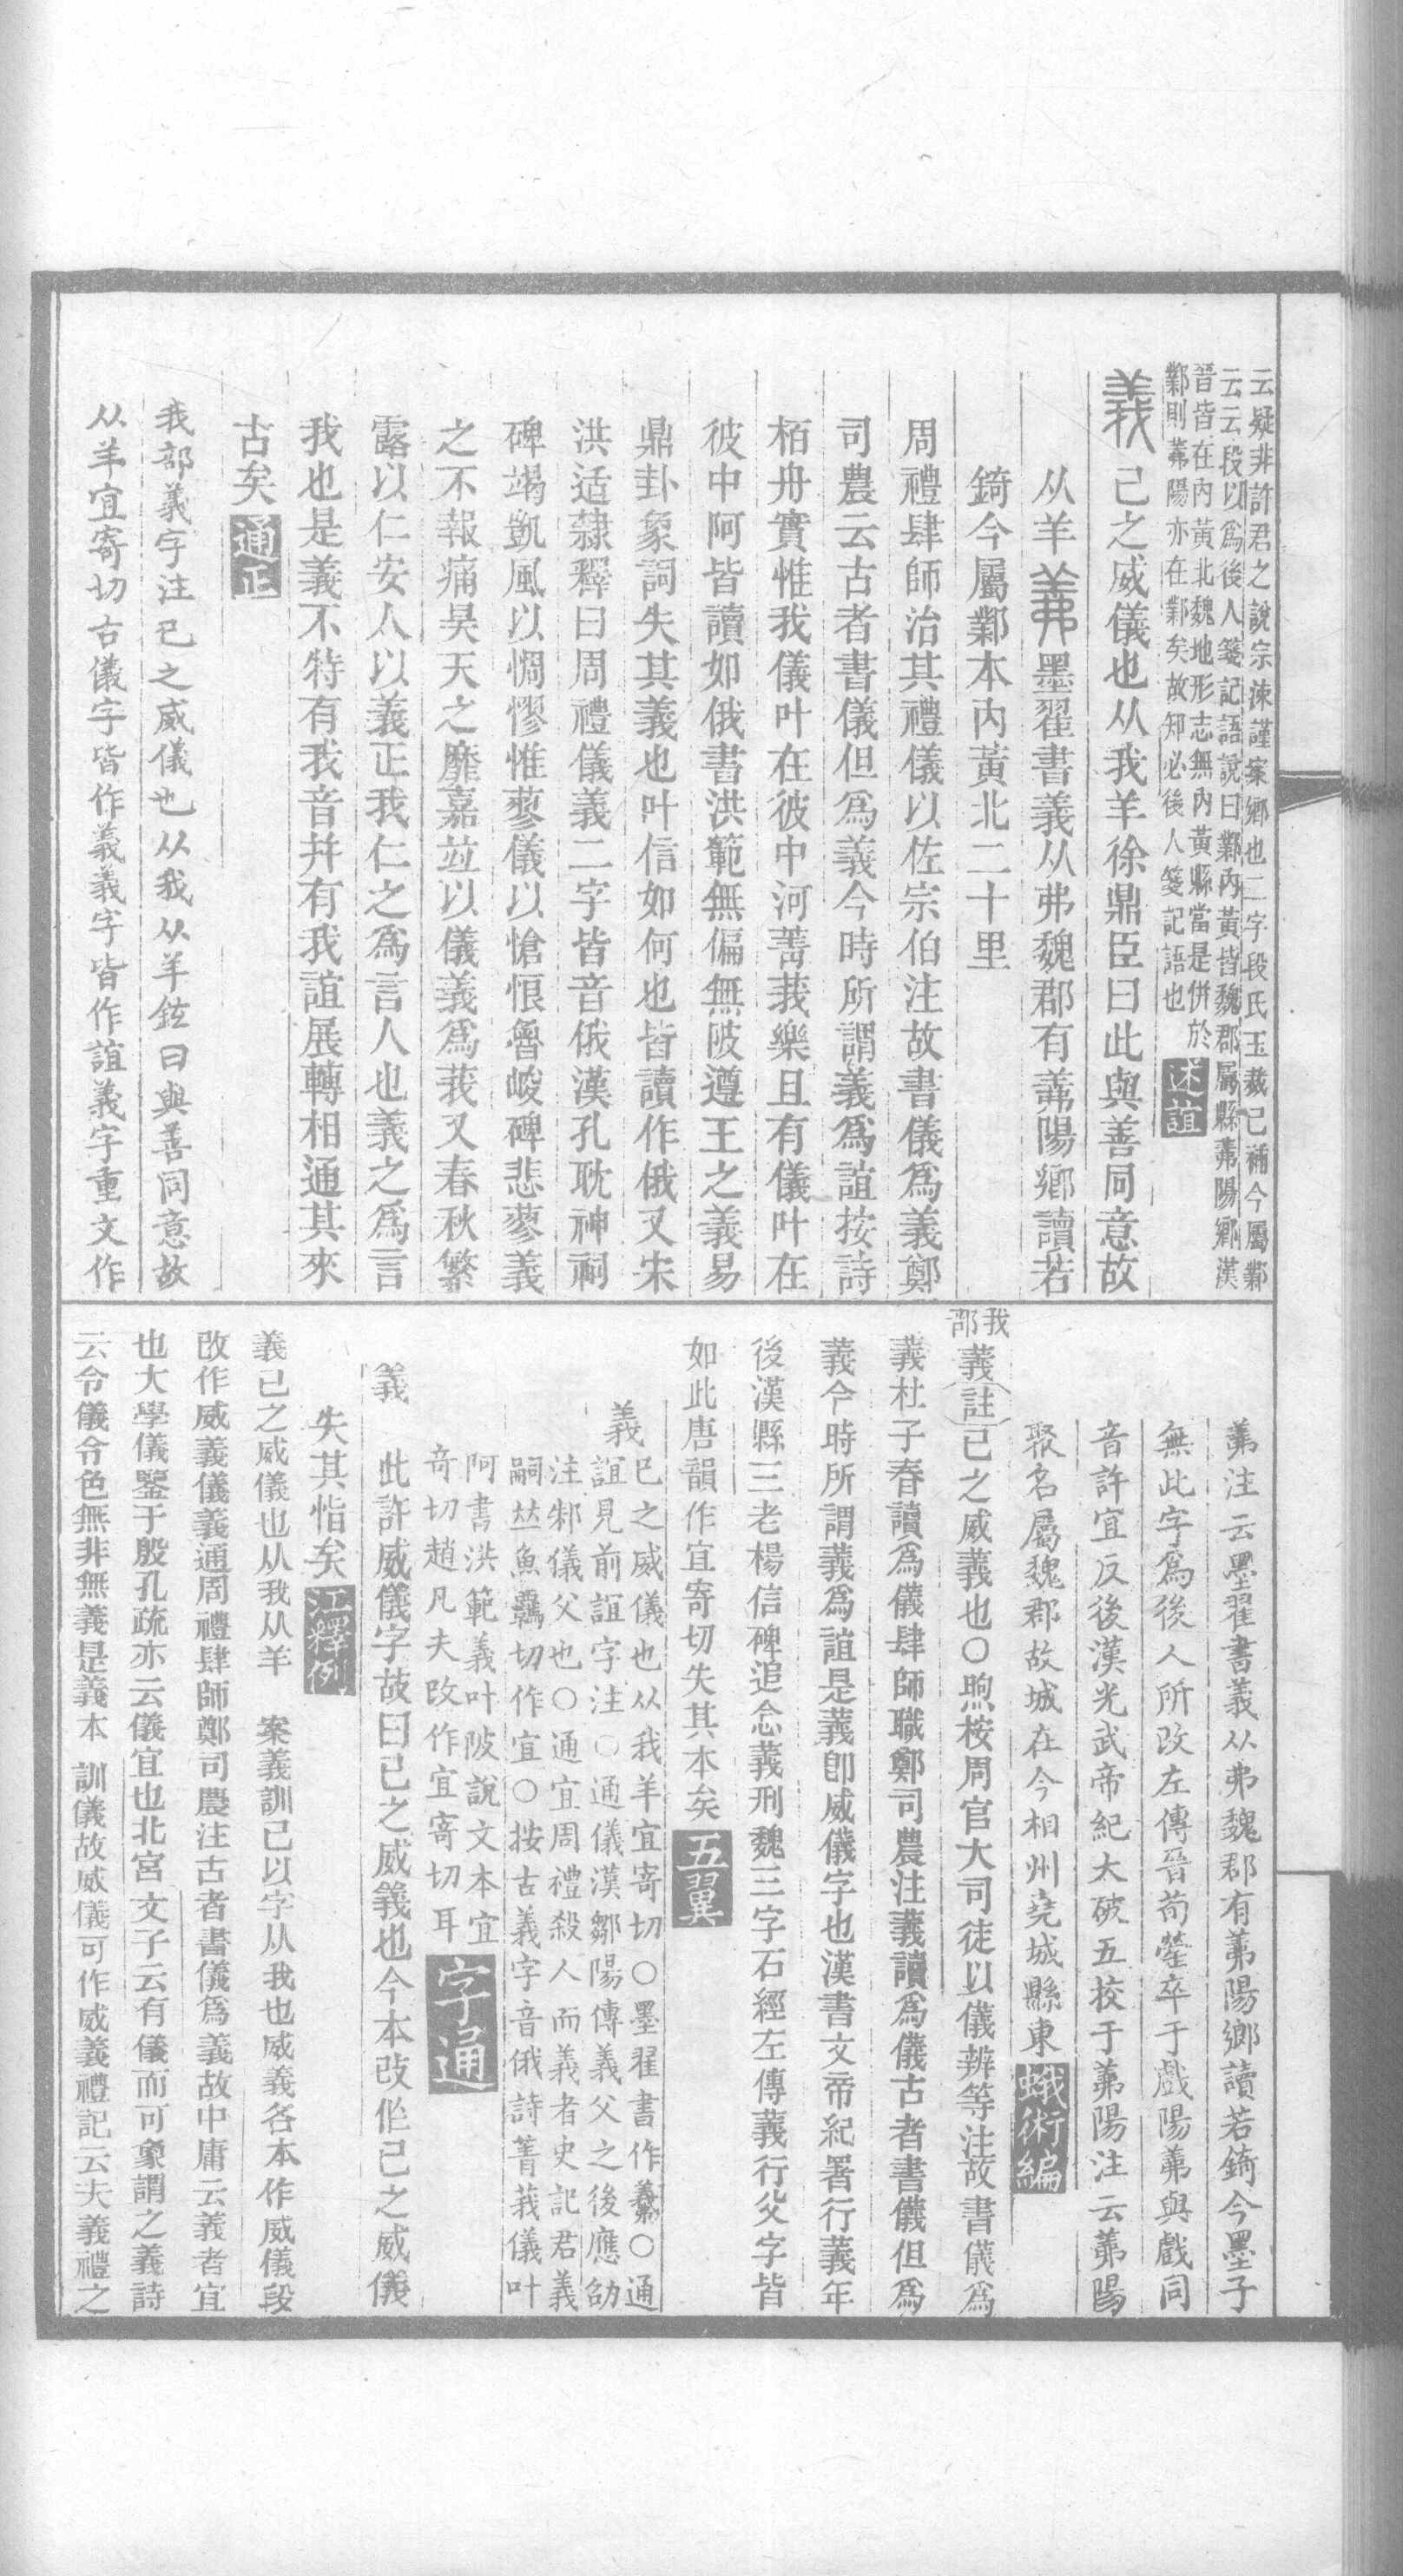 云疑非許君之說宗涑謹案鄉也二字段氏玉裁已補今屬鄴
云云段以爲後人箋記語說曰鄴內黃皆魏郡屬縣羛陽鄉漢
晉皆在內黃北魏地形志無內黃縣當是併於
鄴則羛陽亦在鄴矣故知必後人箋記語也述誼
義己之威儀也从我羊徐鼎臣曰此與善同意故
从羊羛墨翟書義从弗魏郡有羛陽鄉讀若
錡今屬鄴本內黃北二十里
周禮肆師治其禮儀以佐宗伯注故書儀爲義鄭
司農云古者書儀但爲義今時所謂義爲誼按詩
栢舟實惟我儀叶在彼中河菁莪樂且有儀叶在
彼中阿皆讀如俄書洪範無偏無陂遵王之義易
鼎卦象詞失其義也叶信如何也皆讀作俄又宋
洪适隸釋曰周禮儀義二字皆音俄漢孔耽神祠
碑竭凱風以惆憀惟蓼儀以愴悢魯峻碑悲蓼義
之不報痛昊天之靡嘉並以儀義爲莪又春秋繁
露以仁安人以義正我仁之爲言人也義之爲言
我也是義不特有我音幷有我誼展轉相通其來
古矣通正
我部義字注己之威儀也从我从羊鉉曰與善同意故
从羊宜寄切古儀字皆作義義字皆作誼義字重文作
羛注云墨翟書義从弗魏郡有羛陽鄉讀若錡今墨子
無此字爲後人所改左傳晉荀罃卒于戲陽羛與戲同
音許宜反後漢光武帝紀大破五校于羛陽注云羛陽
聚名屬魏郡故城在今相州堯城縣東蛾術編
我部義註己之威義也○煦桉周官大司徒以儀辨等注故書儀爲
義杜子春讀爲儀肆師職鄭司農注義讀爲儀古者書儀但爲
義今時所謂義爲誼是義卽威儀字也漢書文帝紀署行義年
後漢縣三老楊信碑追念義刑魏三字石經左傳義行父字皆
如此唐韻作宜寄切失其本矣五翼
義己之威儀也从我羊宜寄切○墨翟書作羛○通
誼見前誼字注○通儀漢鄒陽傳義父之後應劭
注邾儀父也○通宜周禮殺人而義者史記君義
嗣竝魚羈切作宜○按古義字音俄詩菁莪儀叶
阿書洪範義叶陂說文本宜
奇切趙凡夫改作宜寄切耳字通
義　此許威儀字故曰己之威義也今本改作己之威儀
失其恉矣江釋例
義己之威儀也从我从羊　案義訓己以字从我也威義各本作威儀段
改作威義儀義通周禮肆師鄭司農注古者書儀爲義故中庸云義者宜
也大學儀鑒于殷孔疏亦云儀宜也北宮文子云有儀而可象謂之義詩
云令儀令色無非無義是義本　訓儀故威儀可作威義禮記云夫義禮之